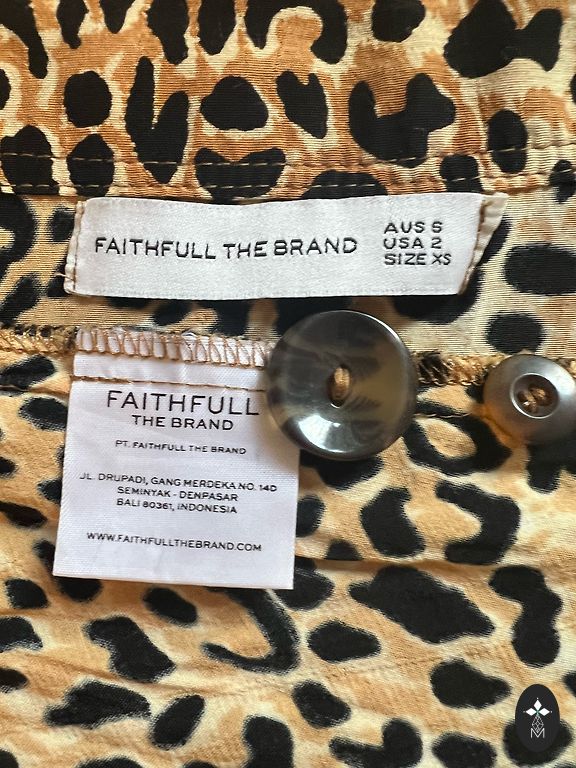 FAITHFULL THE BRAND
AUS 6
USA 2
SIZE XS
FAITHFULL
THE BRAND
PT. FAITHFULL THE BRAND
JL. DRUPADI, GANG MERDEKA NO. 14D
SEMINYAK - DENPASAR
BALI 80361, INDONESIA
WWW.FAITHFULLTHEBRAND.COM